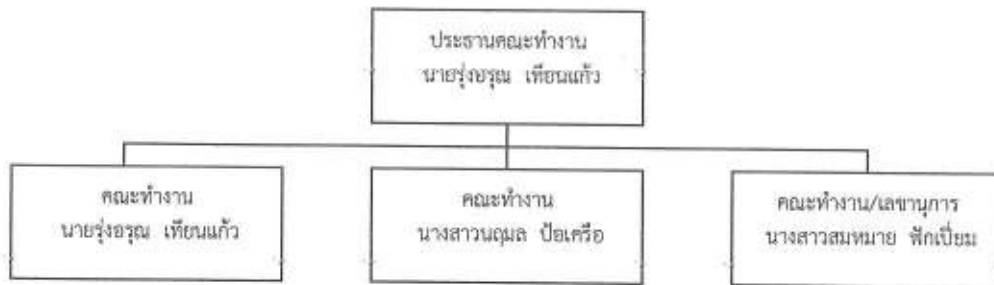 ประธานคณะทำงาน
นายรุ่งอรุณ เทียนแก้ว
คณะทำงาน
นายรุ่งอรุณ เทียนแก้ว
คณะทำงาน
นางสาวนฤมล ป้อเครือ
คณะทำงาน/เลขานุการ
นางสาวสมหมาย ฟักเปี่ยม